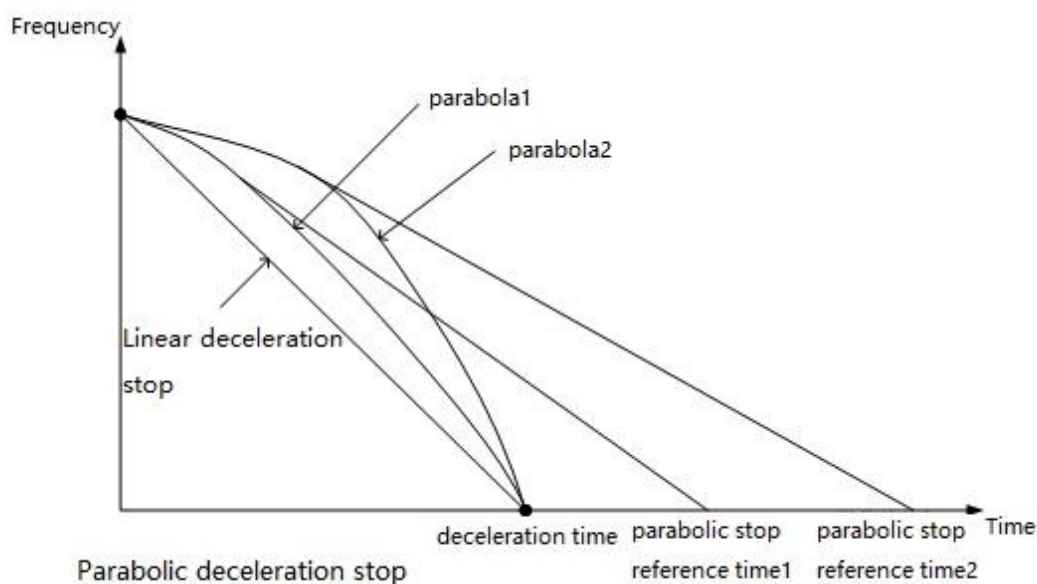 Frequency
parabola1
parabola2
Linear deceleration
stop
deceleration time
parabolic stop
reference time1
parabolic stop
reference time2
Time
Parabolic deceleration stop